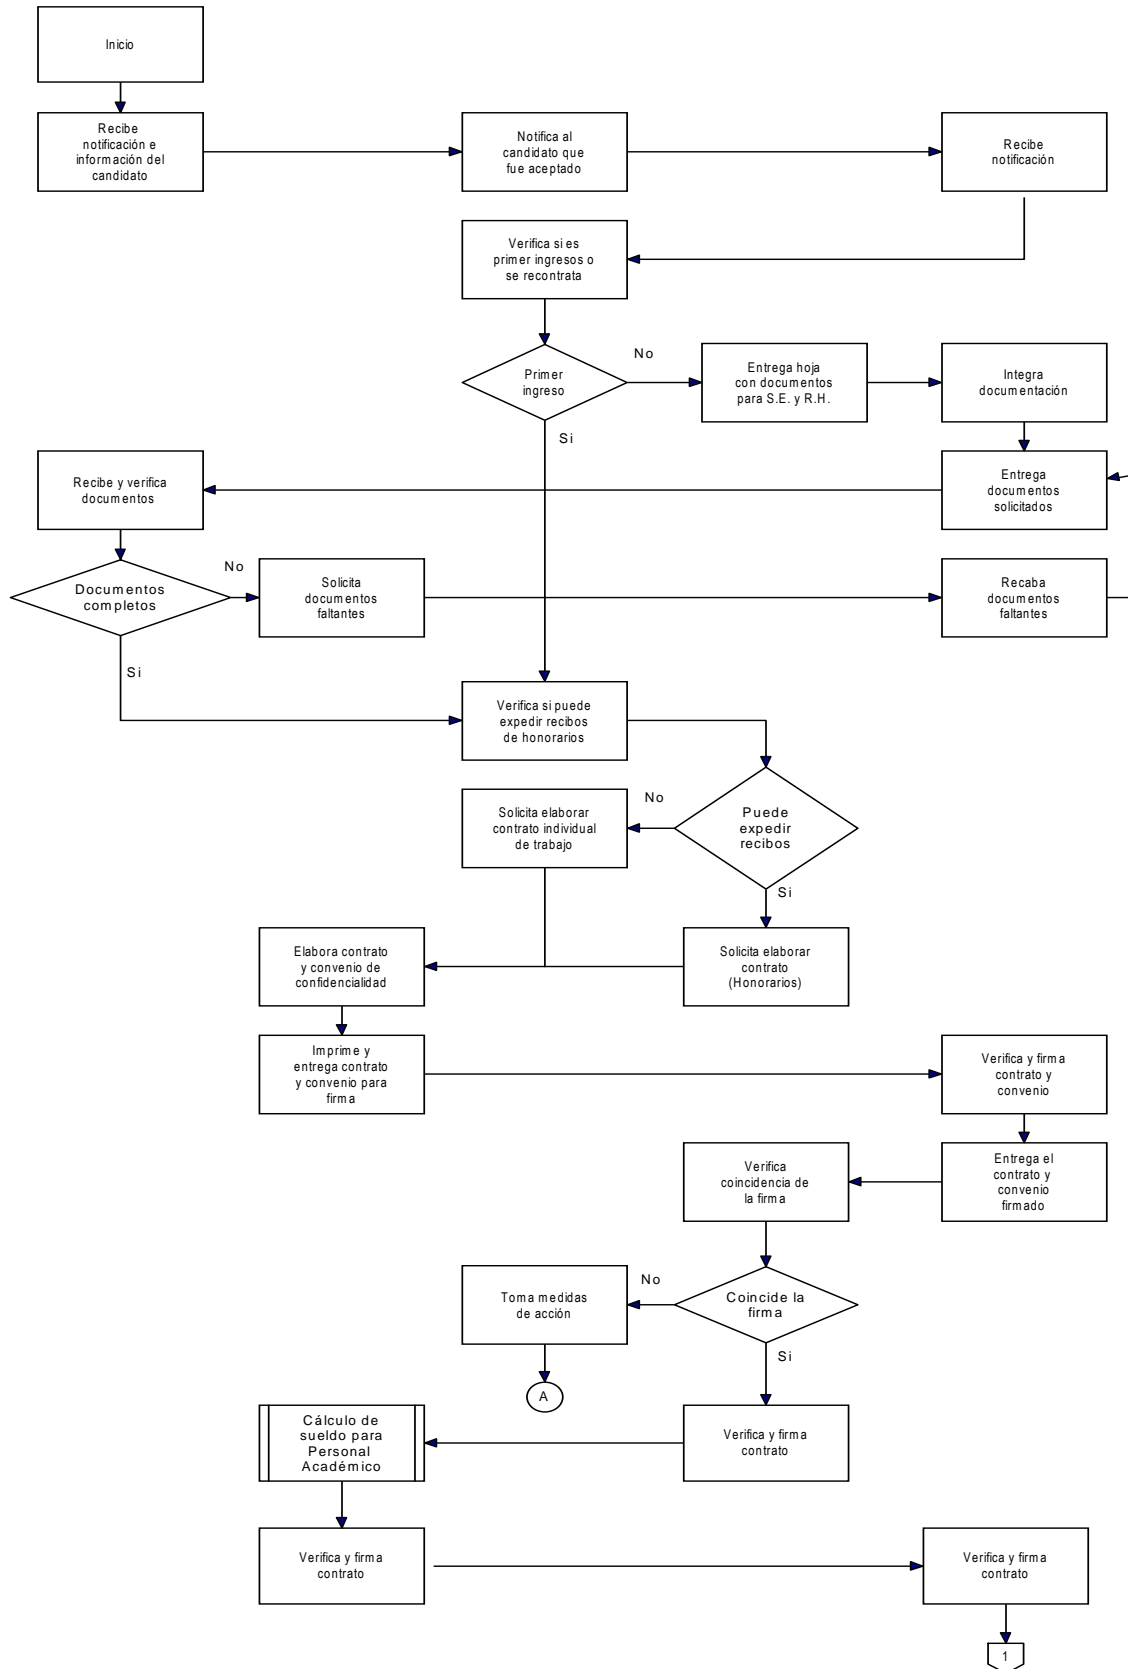 Inicio
Recibe
notificación e
información del
candidato
Notifica al
candidato que
fue aceptado
Recibe
notificación
Verifica si es
primer ingresos o
se recontrata
Primer
ingreso
No
Entrega hoja
con documentos
para S.E. y R.H.
Integra
documentación
Si
Recibe y verifica
documentos
Entrega
documentos
solicitados
Documentos
completos
No
Solicita
documentos
faltantes
Recaba
documentos
faltantes
Si
Verifica si puede
expedir recibos
de honorarios
Solicita elaborar
contrato individual
de trabajo
No
Puede
expedir
recibos
Si
Elabora contrato
y convenio de
confidencialidad
Solicita elaborar
contrato
(Honorarios)
Imprime y
entrega contrato
y convenio para
firma
Verifica y firma
contrato y
convenio
Verifica
coincidencia de
la firma
Entrega el
contrato y
convenio
firmado
Toma medidas
de acción
No
Coincide la
firma
Si
A
Cálculo de
sueldo para
Personal
Académico
Verifica y firma
contrato
Verifica y firma
contrato
Verifica y firma
contrato
1